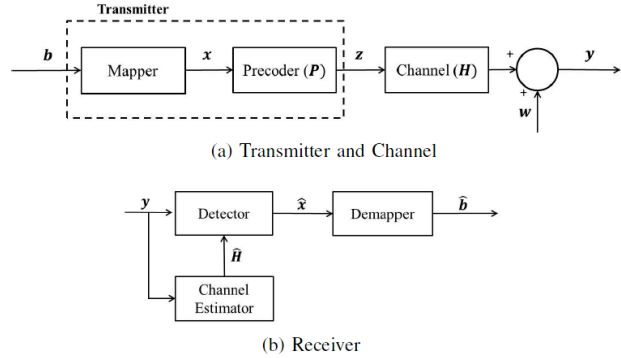 Transmitter
b
Mapper
x
Precoder (P)
z
Channel (H)
+
+
w
y
(a) Transmitter and Channel
y
Detector
x̂
Demapper
b̂
Ĥ
Channel
Estimator
(b) Receiver